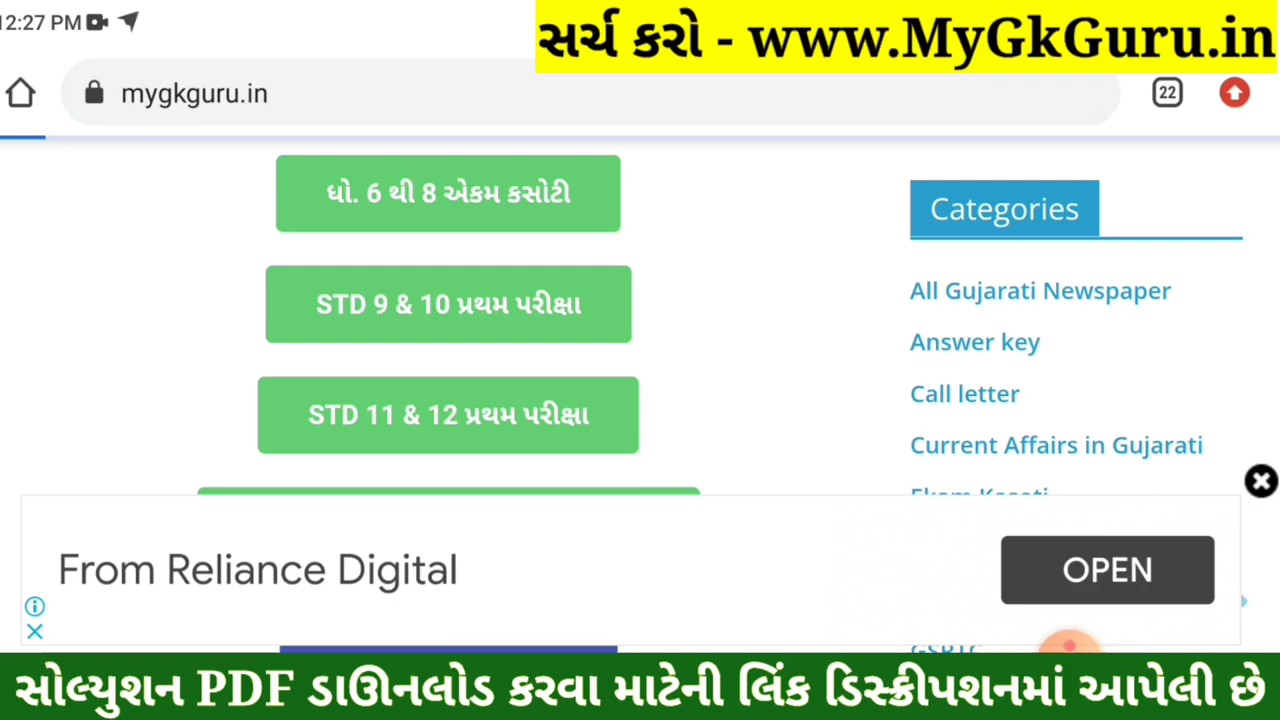 12:27 PM
સર્ચ કરો - www.MyGkGuru.in
mygkguru.in
22
ધો. 6 થી 8 એકમ કસોટી
STD 9 & 10 પ્રથમ પરીક્ષા
STD 11 & 12 પ્રથમ પરીક્ષા
Categories
All Gujarati Newspaper
Answer key
Call letter
Current Affairs in Gujarati
From Reliance Digital
OPEN
સોલ્યુશન PDF ડાઊનલોડ કરવા માટેની લિંક ડિસ્ક્રીપશનમાં આપેલી છે